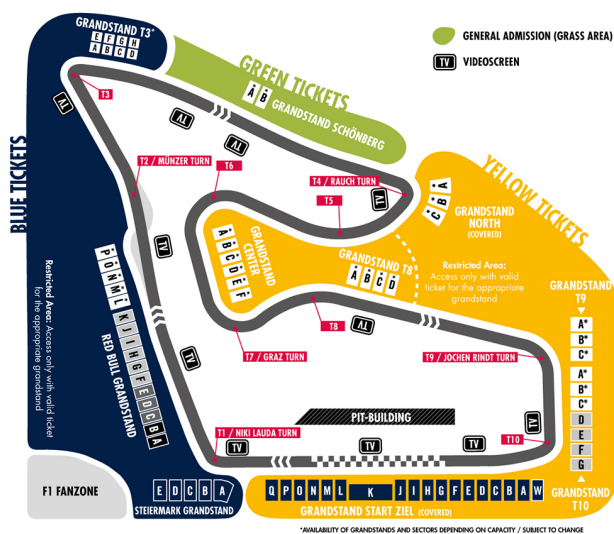 GRANDSTAND T3*
E F G H
A B C D
GENERAL ADMISSION (GRASS AREA)
TV VIDEOSCREEN
GREEN TICKETS
A B GRANDSTAND SCHÖNBERG
T3
TV
TV
TV
BLUE TICKETS
T2 / MÜNZER TURN
T6
T4 / RAUCH TURN
TV
T5
YELLOW TICKETS
C B A
GRANDSTAND
NORTH
(COVERED)
TV
A B C D E F
GRANDSTAND
CENTER
GRANDSTAND T8
A B C D
Restricted Area:
Access only with valid
ticket for the appropriate
grandstand
Restricted Area: Access only with valid ticket
for the appropriate
grandstand
P O N M L K J I H G F E D C B A
RED BULL GRANDSTAND
GRANDSTAND
T9
A*
B*
C*
A*
B*
C*
D
E
F
G
GRANDSTAND
T10
T8
TV
T7 / GRAZ TURN
TV
T9 / JOCHEN RINDT TURN
PIT-BUILDING
T1 / NIKI LAUDA TURN
TV
TV
TV
TV
T10
F1 FANZONE
E D C B A
STEIERMARK GRANDSTAND
Q P O N M L K J I H G F E D C B A W
GRANDSTAND START ZIEL (COVERED)
*AVAILABILITY OF GRANDSTANDS AND SECTORS DEPENDING ON CAPACITY / SUBJECT TO CHANGE